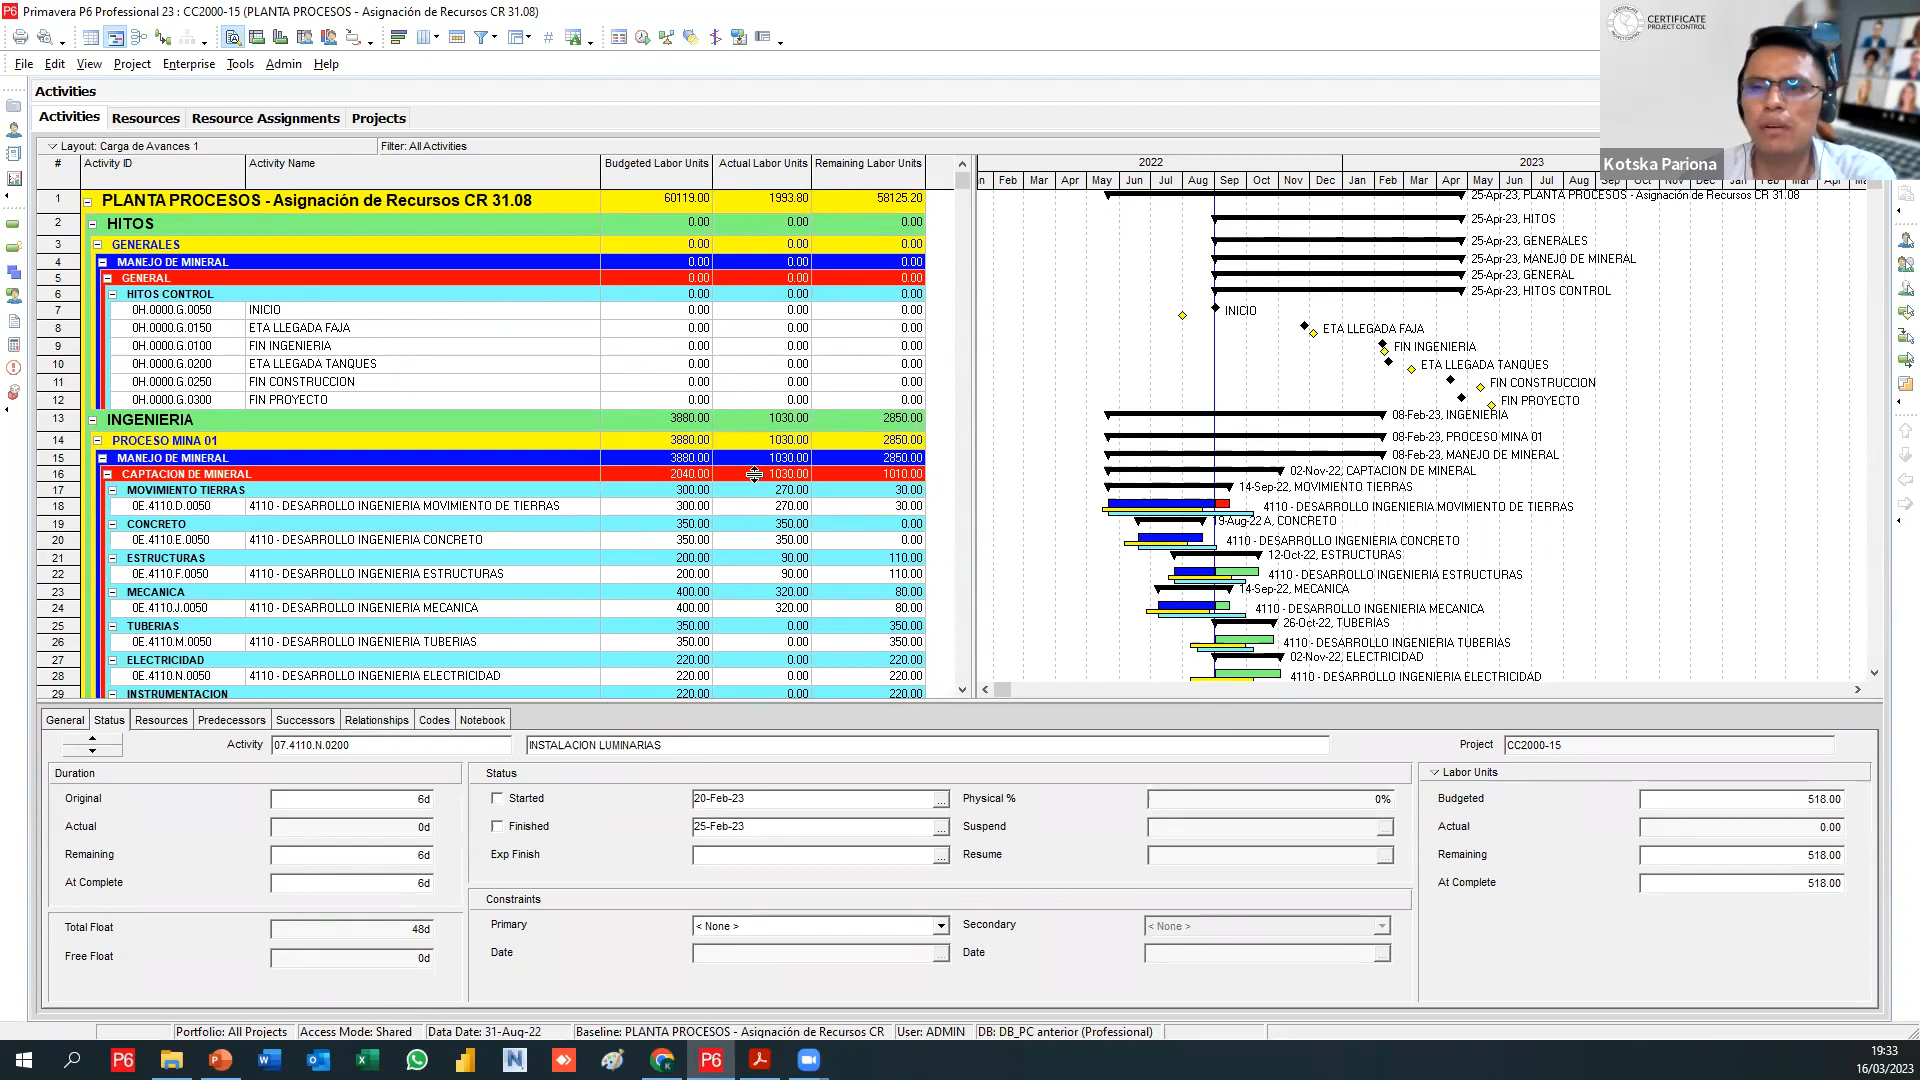 Primavera P6 Professional 23 : CC2000-15 (PLANTA PROCESOS - Asignación de Recursos CR 31.08)
File Edit View Project Enterprise Tools Admin Help
Activities
Activities Resources Resource Assignments Projects
Layout: Carga de Avances 1 Filter: All Activities
# Activity ID Activity Name Budgeted Labor Units Actual Labor Units Remaining Labor Units
1 PLANTA PROCESOS - Asignación de Recursos CR 31.08 60119.00 1993.80 58125.20
2 HITOS 0.00 0.00 0.00
3 GENERALES 0.00 0.00 0.00
4 MANEJO DE MINERAL 0.00 0.00 0.00
5 GENERAL 0.00 0.00 0.00
6 HITOS CONTROL 0.00 0.00 0.00
7 0H.0000.G.0050 INICIO 0.00 0.00 0.00
8 0H.0000.G.0150 ETA LLEGADA FAJA 0.00 0.00 0.00
9 0H.0000.G.0100 FIN INGENIERIA 0.00 0.00 0.00
10 0H.0000.G.0200 ETA LLEGADA TANQUES 0.00 0.00 0.00
11 0H.0000.G.0250 FIN CONSTRUCCION 0.00 0.00 0.00
12 0H.0000.G.0300 FIN PROYECTO 0.00 0.00 0.00
13 INGENIERIA 3880.00 1030.00 2850.00
14 PROCESO MINA 01 3880.00 1030.00 2850.00
15 MANEJO DE MINERAL 3880.00 1030.00 2850.00
16 CAPTACION DE MINERAL 2040.00 1030.00 1010.00
17 MOVIMIENTO TIERRAS 300.00 270.00 30.00
18 0E.4110.D.0050 4110 - DESARROLLO INGENIERIA MOVIMIENTO DE TIERRAS 300.00 270.00 30.00
19 CONCRETO 350.00 350.00 0.00
20 0E.4110.E.0050 4110 - DESARROLLO INGENIERIA CONCRETO 350.00 350.00 0.00
21 ESTRUCTURAS 200.00 90.00 110.00
22 0E.4110.F.0050 4110 - DESARROLLO INGENIERIA ESTRUCTURAS 200.00 90.00 110.00
23 MECANICA 400.00 320.00 80.00
24 0E.4110.J.0050 4110 - DESARROLLO INGENIERIA MECANICA 400.00 320.00 80.00
25 TUBERIAS 350.00 0.00 350.00
26 0E.4110.M.0050 4110 - DESARROLLO INGENIERIA TUBERIAS 350.00 0.00 350.00
27 ELECTRICIDAD 220.00 0.00 220.00
28 0E.4110.N.0050 4110 - DESARROLLO INGENIERIA ELECTRICIDAD 220.00 0.00 220.00
29 INSTRUMENTACION 220.00 0.00 220.00
2022 2023
Feb Mar Apr May Jun Jul Aug Sep Oct Nov Dec Jan Feb Mar Apr May Jun Jul Aug Sep
25-Apr-23, PLANTA PROCESOS - Asignación de Recursos CR 31.08
25-Apr-23, HITOS
25-Apr-23, GENERALES
25-Apr-23, MANEJO DE MINERAL
25-Apr-23, GENERAL
25-Apr-23, HITOS CONTROL
INICIO
ETA LLEGADA FAJA
FIN INGENIERIA
ETA LLEGADA TANQUES
FIN CONSTRUCCION
FIN PROYECTO
08-Feb-23, INGENIERIA
08-Feb-23, PROCESO MINA 01
08-Feb-23, MANEJO DE MINERAL
02-Nov-22, CAPTACION DE MINERAL
14-Sep-22, MOVIMIENTO TIERRAS
4110 - DESARROLLO INGENIERIA MOVIMIENTO DE TIERRAS
19-Aug-22 A, CONCRETO
4110 - DESARROLLO INGENIERIA CONCRETO
12-Oct-22, ESTRUCTURAS
4110 - DESARROLLO INGENIERIA ESTRUCTURAS
14-Sep-22, MECANICA
4110 - DESARROLLO INGENIERIA MECANICA
26-Oct-22, TUBERIAS
4110 - DESARROLLO INGENIERIA TUBERIAS
02-Nov-22, ELECTRICIDAD
4110 - DESARROLLO INGENIERIA ELECTRICIDAD
CERTIFICATE
PROJECT CONTROL
Kotska Pariona
General Status Resources Predecessors Successors Relationships Codes Notebook
Activity 07.4110.N.0200 INSTALACION LUMINARIAS Project CC2000-15
Duration Status Labor Units
Original 6d Started 20-Feb-23 Physical % 0% Budgeted 518.00
Actual 0d Finished 25-Feb-23 Suspend Actual 0.00
Remaining 6d Exp Finish Resume Remaining 518.00
At Complete 6d At Complete 518.00
Constraints
Total Float 48d Primary < None > Secondary < None >
Free Float 0d Date Date
Portfolio: All Projects Access Mode: Shared Data Date: 31-Aug-22 Baseline: PLANTA PROCESOS - Asignación de Recursos CR User: ADMIN DB: DB_PC anterior (Professional)
19:33
16/03/2023